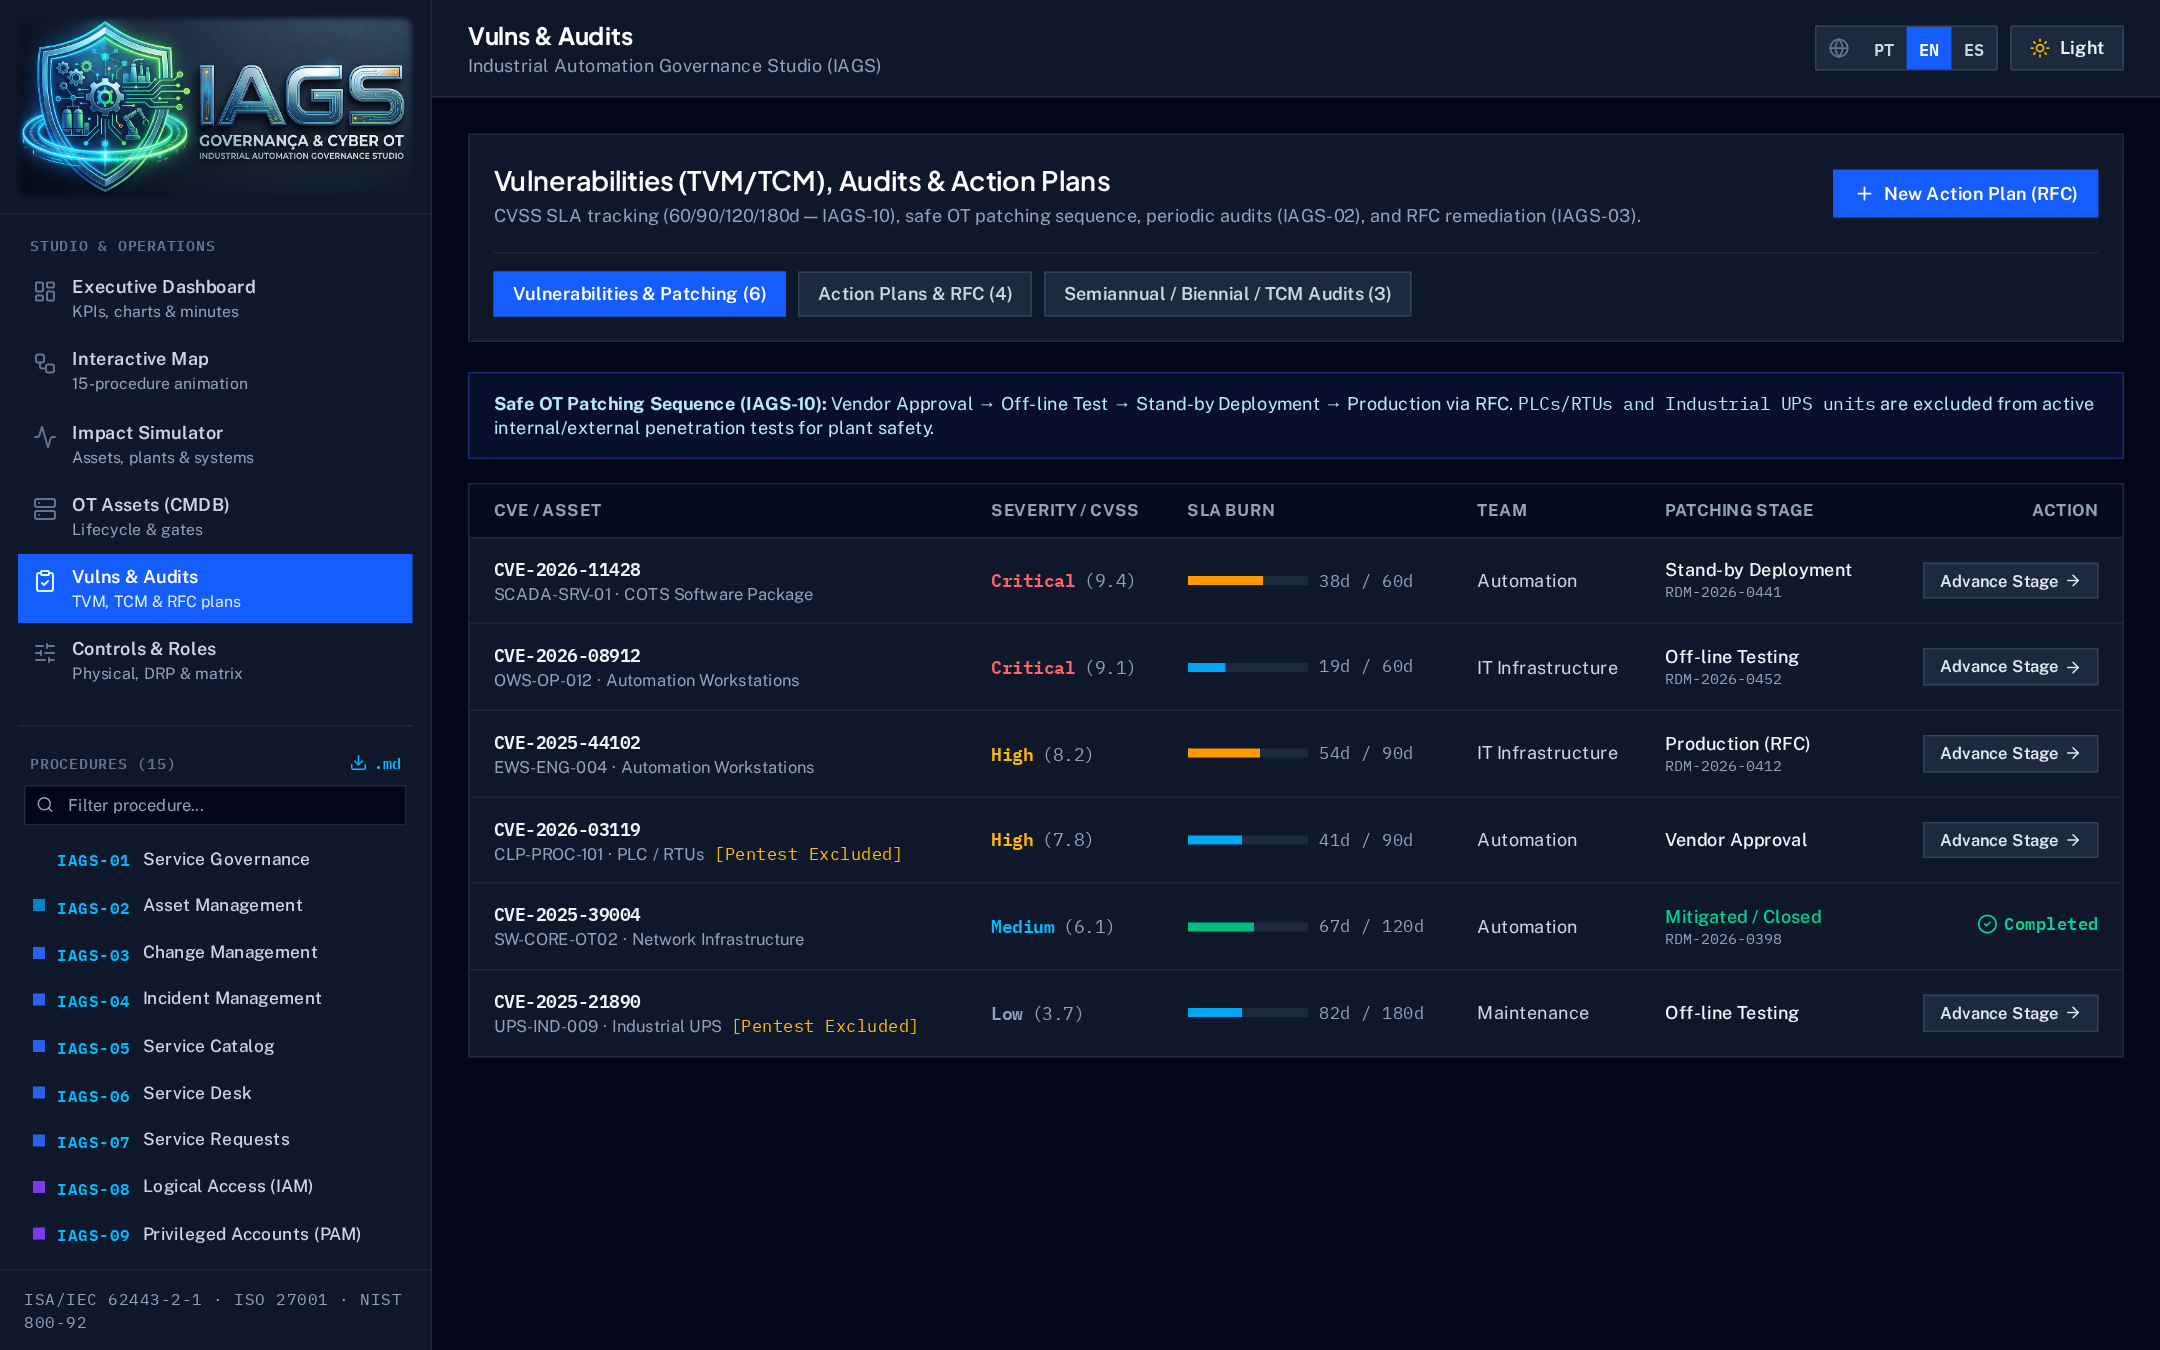 IAGS
GOVERNANÇA & CYBER OT
INDUSTRIAL AUTOMATION GOVERNANCE STUDIO
STUDIO & OPERATIONS
Executive Dashboard
KPIs, charts & minutes
Interactive Map
15-procedure animation
Impact Simulator
Assets, plants & systems
OT Assets (CMDB)
Lifecycle & gates
Vulns & Audits
TVM, TCM & RFC plans
Controls & Roles
Physical, DRP & matrix
PROCEDURES (15) .md
Filter procedure...
IAGS-01 Service Governance
IAGS-02 Asset Management
IAGS-03 Change Management
IAGS-04 Incident Management
IAGS-05 Service Catalog
IAGS-06 Service Desk
IAGS-07 Service Requests
IAGS-08 Logical Access (IAM)
IAGS-09 Privileged Accounts (PAM)
ISA/IEC 62443-2-1 · ISO 27001 · NIST
800-92
Vulns & Audits
Industrial Automation Governance Studio (IAGS)
PT EN ES Light
Vulnerabilities (TVM/TCM), Audits & Action Plans
CVSS SLA tracking (60/90/120/180d — IAGS-10), safe OT patching sequence, periodic audits (IAGS-02), and RFC remediation (IAGS-03).
New Action Plan (RFC)
Vulnerabilities & Patching (6) Action Plans & RFC (4) Semiannual / Biennial / TCM Audits (3)
Safe OT Patching Sequence (IAGS-10): Vendor Approval → Off-line Test → Stand-by Deployment → Production via RFC. PLCs/RTUs and Industrial UPS units are excluded from active
internal/external penetration tests for plant safety.
CVE / ASSET SEVERITY / CVSS SLA BURN TEAM PATCHING STAGE ACTION
CVE-2026-11428
SCADA-SRV-01 · COTS Software Package
Critical (9.4) 38d / 60d Automation
Stand-by Deployment
RDM-2026-0441
Advance Stage →
CVE-2026-08912
OWS-OP-012 · Automation Workstations
Critical (9.1) 19d / 60d IT Infrastructure
Off-line Testing
RDM-2026-0452
Advance Stage →
CVE-2025-44102
EWS-ENG-004 · Automation Workstations
High (8.2) 54d / 90d IT Infrastructure
Production (RFC)
RDM-2026-0412
Advance Stage →
CVE-2026-03119
CLP-PROC-101 · PLC / RTUs [Pentest Excluded]
High (7.8) 41d / 90d Automation
Vendor Approval
Advance Stage →
CVE-2025-39004
SW-CORE-OT02 · Network Infrastructure
Medium (6.1) 67d / 120d Automation
Mitigated / Closed
RDM-2026-0398
Completed
CVE-2025-21890
UPS-IND-009 · Industrial UPS [Pentest Excluded]
Low (3.7) 82d / 180d Maintenance
Off-line Testing
Advance Stage →